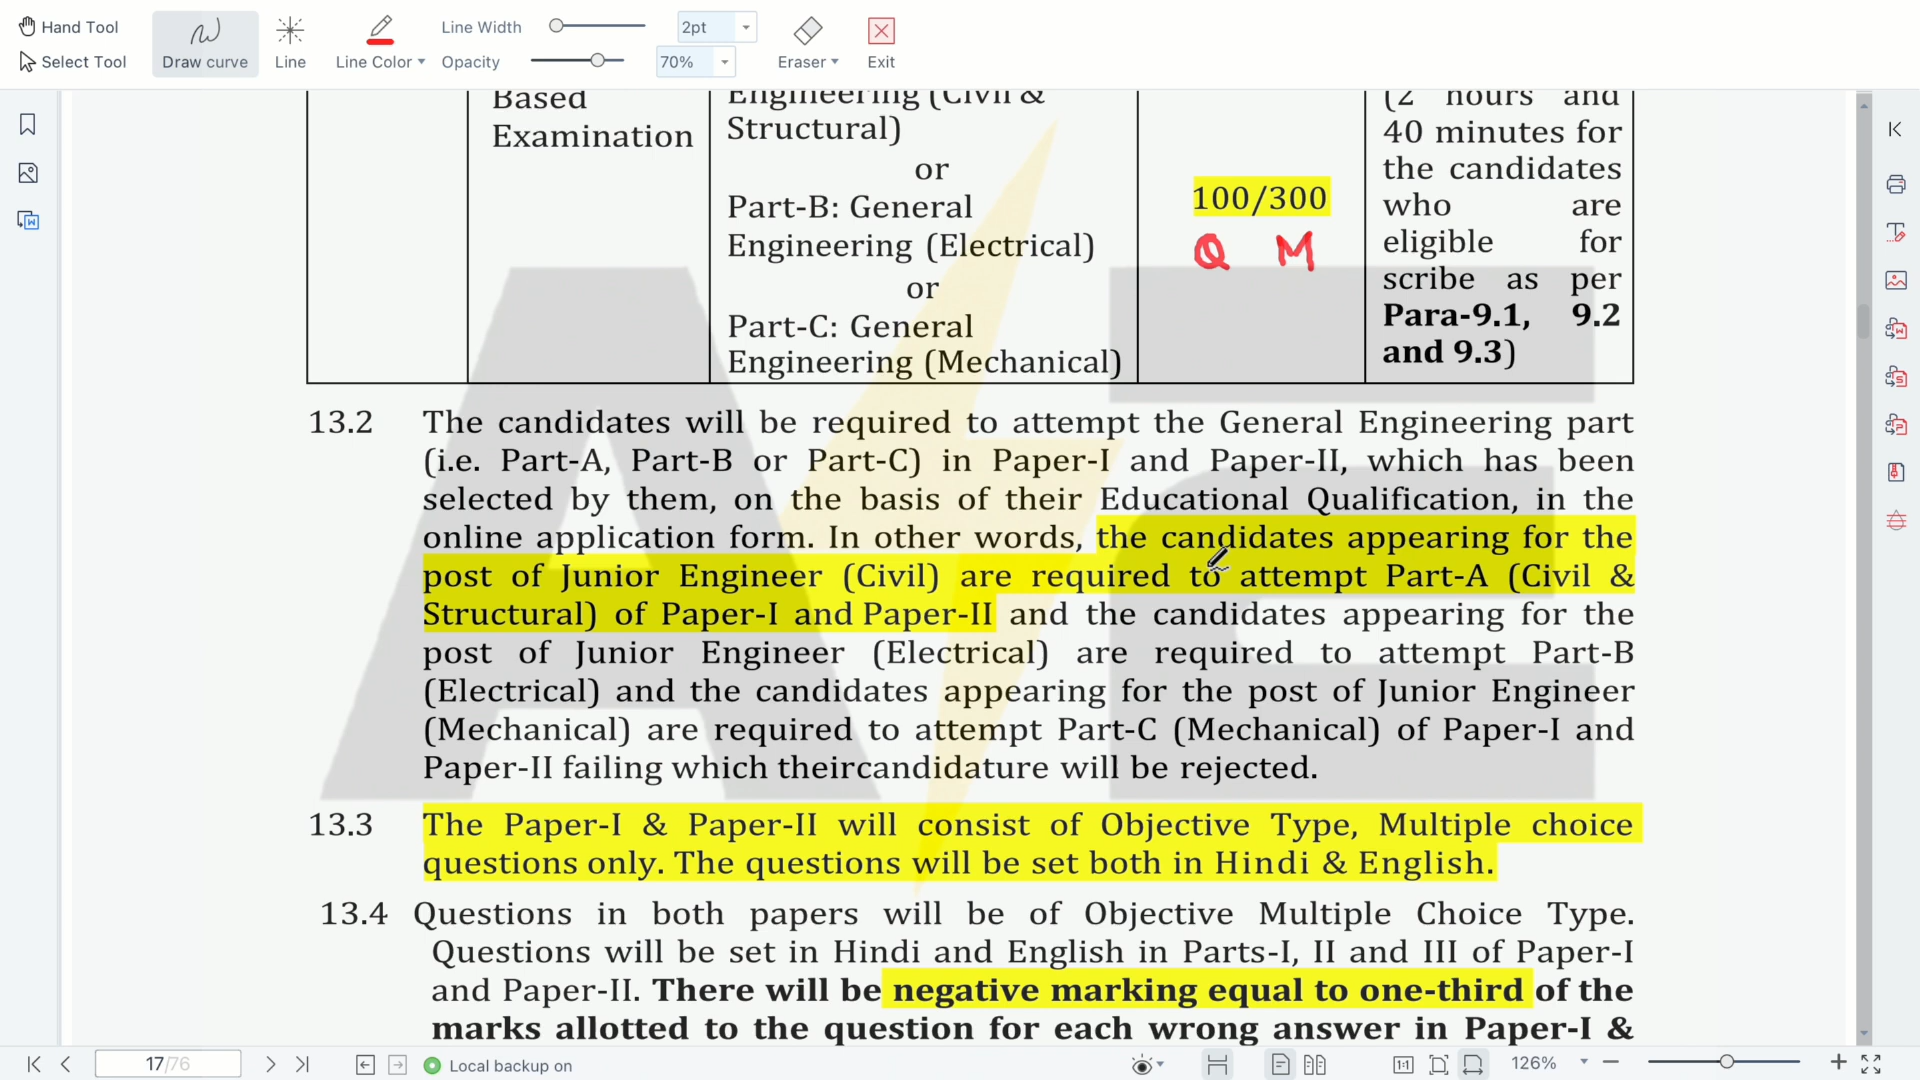 Hand Tool
Select Tool
Draw curve
Line
Line Color
Line Width
Opacity
2pt
70%
Eraser
Exit
Based
Examination
Engineering (Civil &
Structural)
or
Part-B: General
Engineering (Electrical)
or
Part-C: General
Engineering (Mechanical)
100/300
Q M
(2 hours and
40 minutes for
the candidates
who are
eligible for
scribe as per
Para-9.1, 9.2
and 9.3)
13.2 The candidates will be required to attempt the General Engineering part
(i.e. Part-A, Part-B or Part-C) in Paper-I and Paper-II, which has been
selected by them, on the basis of their Educational Qualification, in the
online application form. In other words, the candidates appearing for the
post of Junior Engineer (Civil) are required to attempt Part-A (Civil &
Structural) of Paper-I and Paper-II and the candidates appearing for the
post of Junior Engineer (Electrical) are required to attempt Part-B
(Electrical) and the candidates appearing for the post of Junior Engineer
(Mechanical) are required to attempt Part-C (Mechanical) of Paper-I and
Paper-II failing which theircandidature will be rejected.
13.3 The Paper-I & Paper-II will consist of Objective Type, Multiple choice
questions only. The questions will be set both in Hindi & English.
13.4 Questions in both papers will be of Objective Multiple Choice Type.
Questions will be set in Hindi and English in Parts-I, II and III of Paper-I
and Paper-II. There will be negative marking equal to one-third of the
marks allotted to the question for each wrong answer in Paper-I &
17/76
Local backup on
1:1
126%